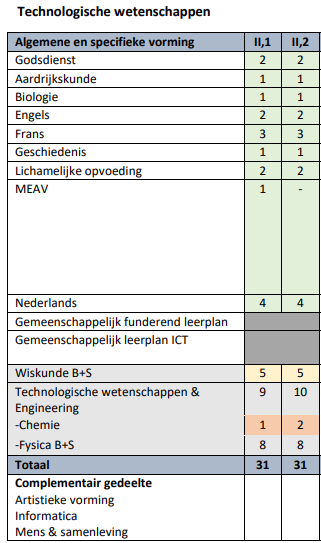 Technologische wetenschappen
Algemene en specifieke vorming II,1 II,2
Godsdienst 2 2
Aardrijkskunde 1 1
Biologie 1 1
Engels 2 2
Frans 3 3
Geschiedenis 1 1
Lichamelijke opvoeding 2 2
MEAV 1 -
Nederlands 4 4
Gemeenschappelijk funderend leerplan
Gemeenschappelijk leerplan ICT
Wiskunde B+S 5 5
Technologische wetenschappen & 9 10
Engineering
-Chemie 1 2
-Fysica B+S 8 8
Totaal 31 31
Complementair gedeelte
Artistieke vorming
Informatica
Mens & samenleving